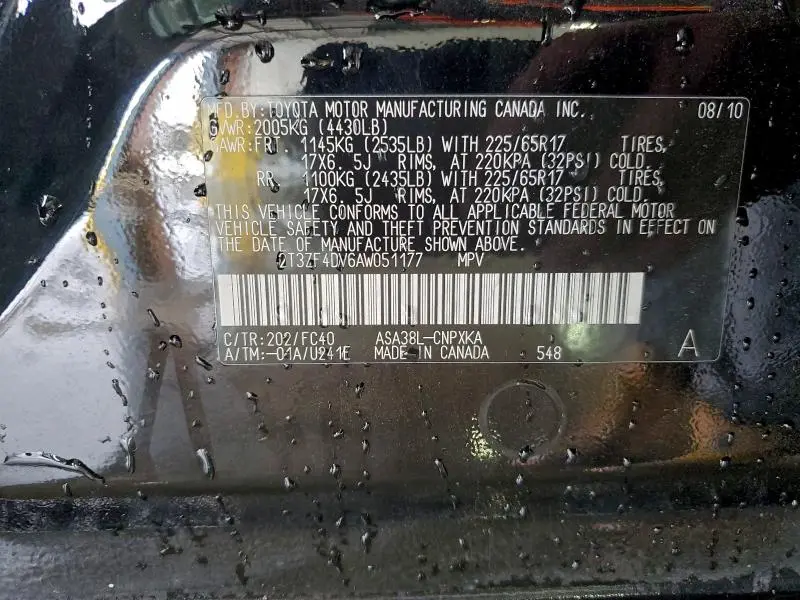 MFD.BY:TOYOTA MOTOR MANUFACTURING CANADA INC. 08/10
GVWR:2005KG (4430LB)
GAWR:FRT. 1145KG (2535LB) WITH 225/65R17 TIRES,
17X6.5J RIMS, AT 220KPA (32PSI) COLD.
RR. 1100KG (2435LB) WITH 225/65R17 TIRES,
17X6.5J RIMS, AT 220KPA (32PSI) COLD.
THIS VEHICLE CONFORMS TO ALL APPLICABLE FEDERAL MOTOR
VEHICLE SAFETY AND THEFT PREVENTION STANDARDS IN EFFECT ON
THE DATE OF MANUFACTURE SHOWN ABOVE.
2T3ZF4DV6AW051177 MPV
C/TR:202/FC40 ASA38L-CNPXKA
A/TM:-01A/U241E MADE IN CANADA 548 A